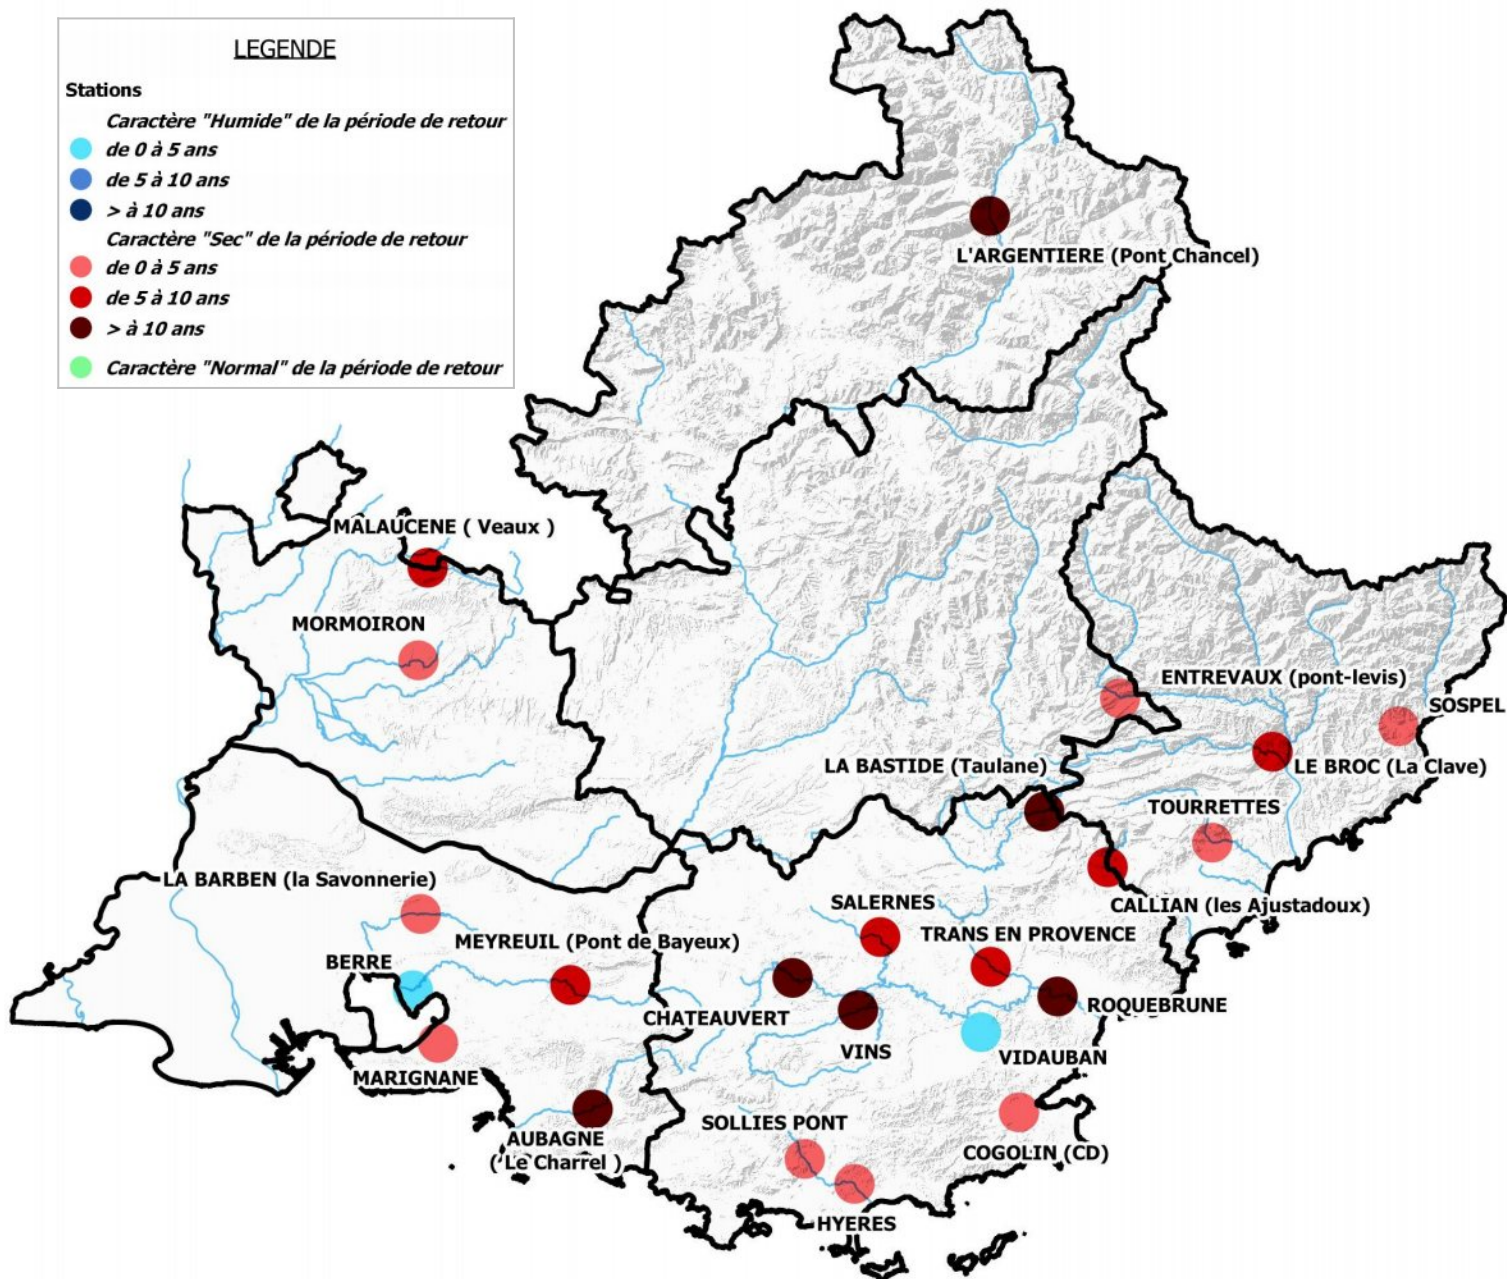 LEGENDE
Stations
Caractère "Humide" de la période de retour
de 0 à 5 ans
de 5 à 10 ans
> à 10 ans
Caractère "Sec" de la période de retour
de 0 à 5 ans
de 5 à 10 ans
> à 10 ans
Caractère "Normal" de la période de retour
L'ARGENTIERE (Pont Chancel)
MALAUCENE ( Veaux )
MORMOIRON
ENTREVAUX (pont-levis)
SOSPEL
LA BASTIDE (Taulane)
LE BROC (La Clave)
TOURRETTES
LA BARBEN (la Savonnerie)
SALERNES
CALLIAN (les Ajustadoux)
MEYREUIL (Pont de Bayeux)
TRANS EN PROVENCE
BERRE
CHATEAUVERT
ROQUEBRUNE
VINS
VIDAUBAN
MARIGNANE
SOLLIES PONT
AUBAGNE
( Le Charrel )
COGOLIN (CD)
HYERES